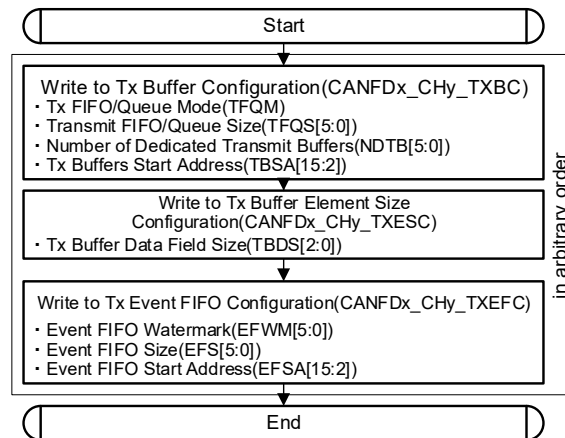 Start
Write to Tx Buffer Configuration(CANFDx_CHy_TXBC)
· Tx FIFO/Queue Mode(TFQM)
· Transmit FIFO/Queue Size(TFQS[5:0])
· Number of Dedicated Transmit Buffers(NDTB[5:0])
· Tx Buffers Start Address(TBSA[15:2])
Write to Tx Buffer Element Size
Configuration(CANFDx_CHy_TXESC)
· Tx Buffer Data Field Size(TBDS[2:0])
Write to Tx Event FIFO Configuration(CANFDx_CHy_TXEFC)
· Event FIFO Watermark(EFWM[5:0])
· Event FIFO Size(EFS[5:0])
· Event FIFO Start Address(EFSA[15:2])
in arbitrary order
End